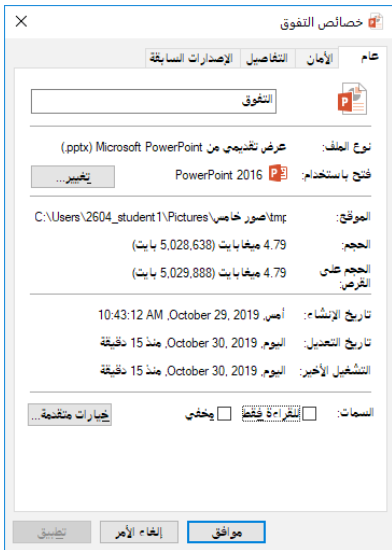 خصائص التفوق
عام الأمان التفاصيل الإصدارات السابقة
التفوق
نوع الملف: عرض تقديمي من Microsoft PowerPoint (.pptx)
فتح باستخدام: PowerPoint 2016 تغيير...
الموقع: C:\Users\2604_student1\Pictures\صور خامس\tmp
الحجم: 4.79 ميغابايت (5,028,638 بايت)
الحجم على القرص: 4.79 ميغابايت (5,029,888 بايت)
تاريخ الإنشاء: أمس, October 29, 2019, 10:43:12 AM
تاريخ التعديل: اليوم, October 30, 2019, منذ 15 دقيقة
التشغيل الأخير: اليوم, October 30, 2019, منذ 15 دقيقة
السمات: للقراءة فقط مخفي خيارات متقدمة...
موافق إلغاء الأمر تطبيق